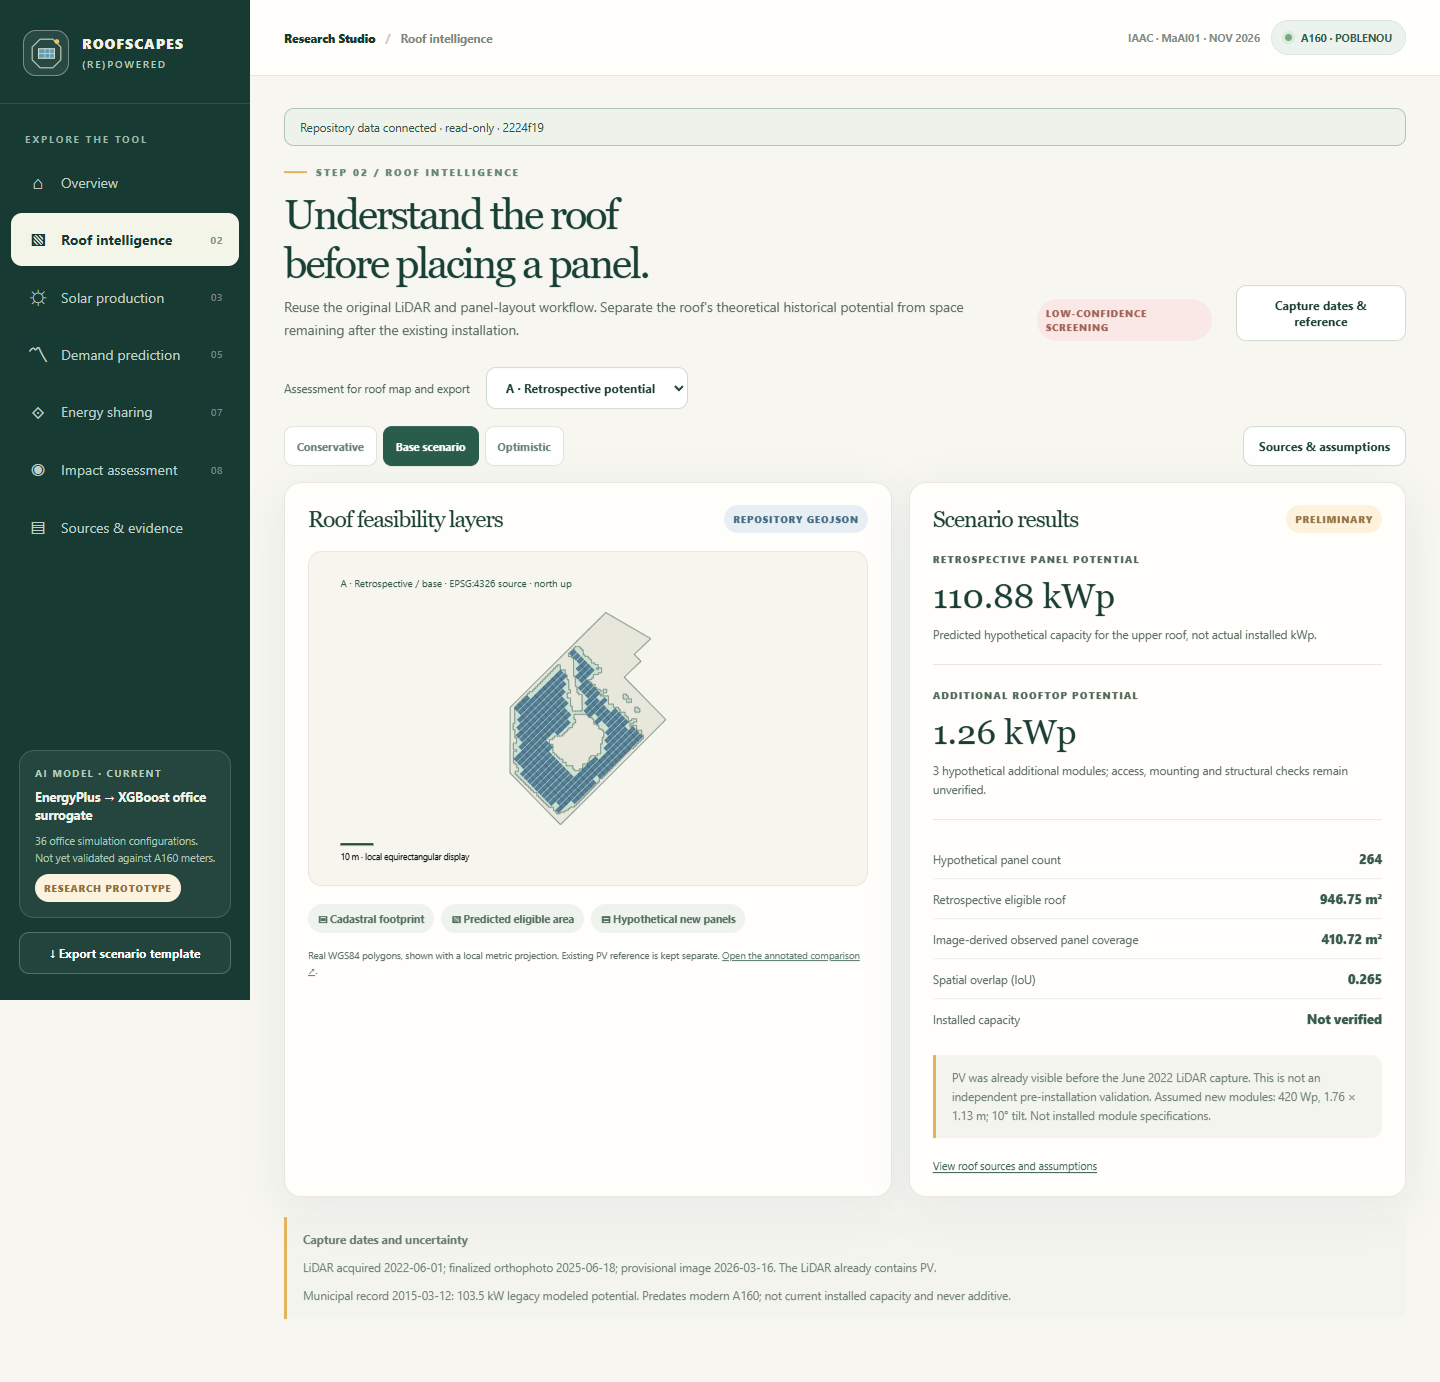 ROOFSCAPES
(RE)POWERED
EXPLORE THE TOOL
Overview
Roof intelligence 02
Solar production 03
Demand prediction 05
Energy sharing 07
Impact assessment 08
Sources & evidence
AI MODEL · CURRENT
EnergyPlus → XGBoost office
surrogate
36 office simulation configurations.
Not yet validated against A160 meters.
RESEARCH PROTOTYPE
↓ Export scenario template
Research Studio / Roof intelligence
IAAC · MaAI01 · NOV 2026
A160 · POBLENOU
Repository data connected · read-only · 2224f19
STEP 02 / ROOF INTELLIGENCE
Understand the roof
before placing a panel.
Reuse the original LiDAR and panel-layout workflow. Separate the roof's theoretical historical potential from space
remaining after the existing installation.
LOW-CONFIDENCE
SCREENING
Capture dates &
reference
Assessment for roof map and export
A · Retrospective potential
Conservative
Base scenario
Optimistic
Sources & assumptions
Roof feasibility layers
REPOSITORY GEOJSON
A · Retrospective / base · EPSG:4326 source · north up
10 m · local equirectangular display
Cadastral footprint
Predicted eligible area
Hypothetical new panels
Real WGS84 polygons, shown with a local metric projection. Existing PV reference is kept separate. Open the annotated comparison
↗.
Scenario results
PRELIMINARY
RETROSPECTIVE PANEL POTENTIAL
110.88 kWp
Predicted hypothetical capacity for the upper roof, not actual installed kWp.
ADDITIONAL ROOFTOP POTENTIAL
1.26 kWp
3 hypothetical additional modules; access, mounting and structural checks remain
unverified.
Hypothetical panel count 264
Retrospective eligible roof 946.75 m²
Image-derived observed panel coverage 410.72 m²
Spatial overlap (IoU) 0.265
Installed capacity Not verified
PV was already visible before the June 2022 LiDAR capture. This is not an
independent pre-installation validation. Assumed new modules: 420 Wp, 1.76 ×
1.13 m; 10° tilt. Not installed module specifications.
View roof sources and assumptions
Capture dates and uncertainty
LiDAR acquired 2022-06-01; finalized orthophoto 2025-06-18; provisional image 2026-03-16. The LiDAR already contains PV.
Municipal record 2015-03-12: 103.5 kW legacy modeled potential. Predates modern A160; not current installed capacity and never additive.